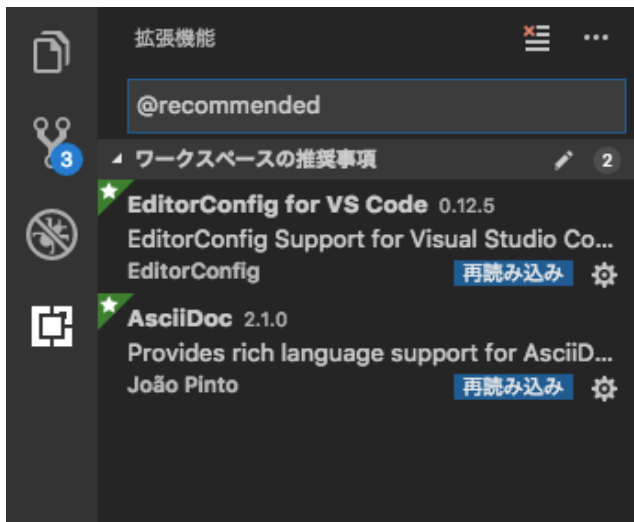 拡張機能
@recommended
ワークスペースの推奨事項 2
3
EditorConfig for VS Code 0.12.5
EditorConfig Support for Visual Studio Co...
EditorConfig 再読み込み
AsciiDoc 2.1.0
Provides rich language support for AsciiD...
João Pinto 再読み込み